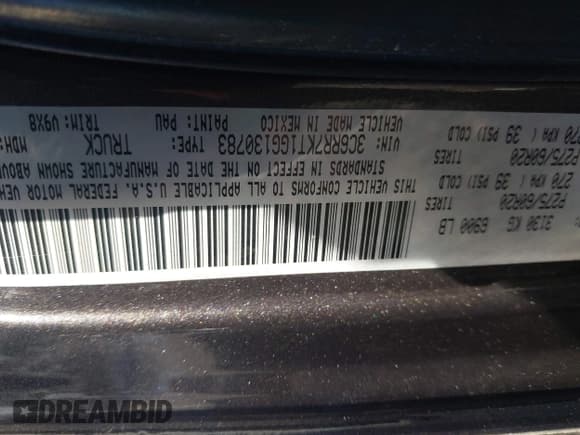 3130 KG 6900 LB
P275/60R20 TIRES
270 KPA ( 39 PSI) COLD
P275/60R20
270 KPA ( 39 PSI) COLD
THIS VEHICLE CONFORMS TO ALL APPLICABLE U.S.A. FEDERAL MOTOR VEH
STANDARDS IN EFFECT ON THE DATE OF MANUFACTURE SHOWN ABOVE
VIN: 3C6RR7KT1GG130783 TYPE: TRUCK MDH:
VEHICLE MADE IN MEXICO PAINT: PAU TRIM: V9X8
DREAMBID